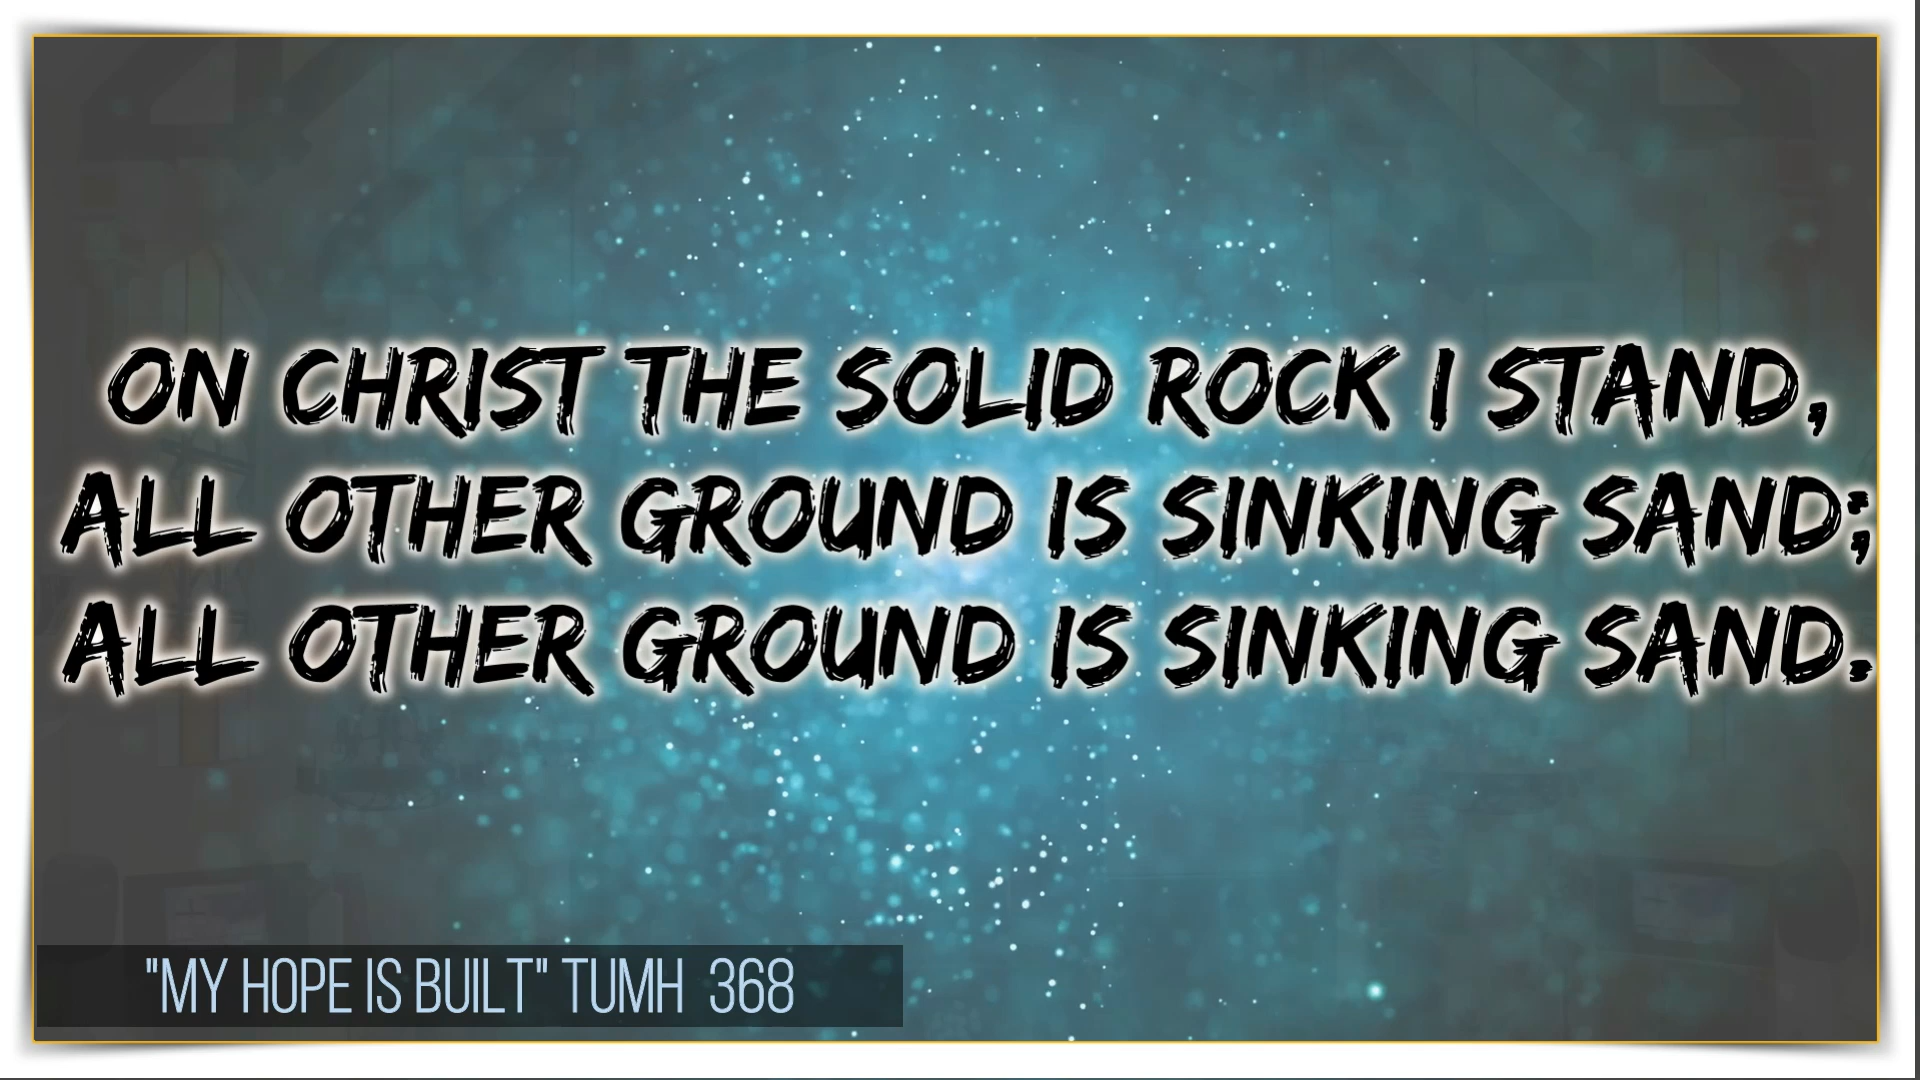 ON CHRIST THE SOLID ROCK I STAND,
ALL OTHER GROUND IS SINKING SAND;
ALL OTHER GROUND IS SINKING SAND.
"MY HOPE IS BUILT" TUMH 368